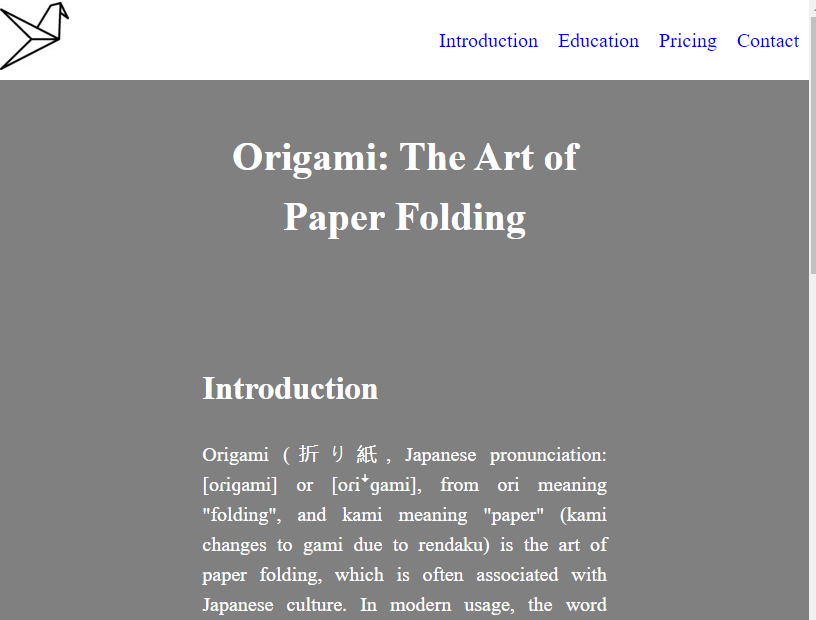 Introduction Education Pricing Contact
Origami: The Art of
Paper Folding
Introduction
Origami (折り紙, Japanese pronunciation:
[oɾiɡami] or [oɾiꜜɡami], from ori meaning
"folding", and kami meaning "paper" (kami
changes to gami due to rendaku) is the art of
paper folding, which is often associated with
Japanese culture. In modern usage, the word